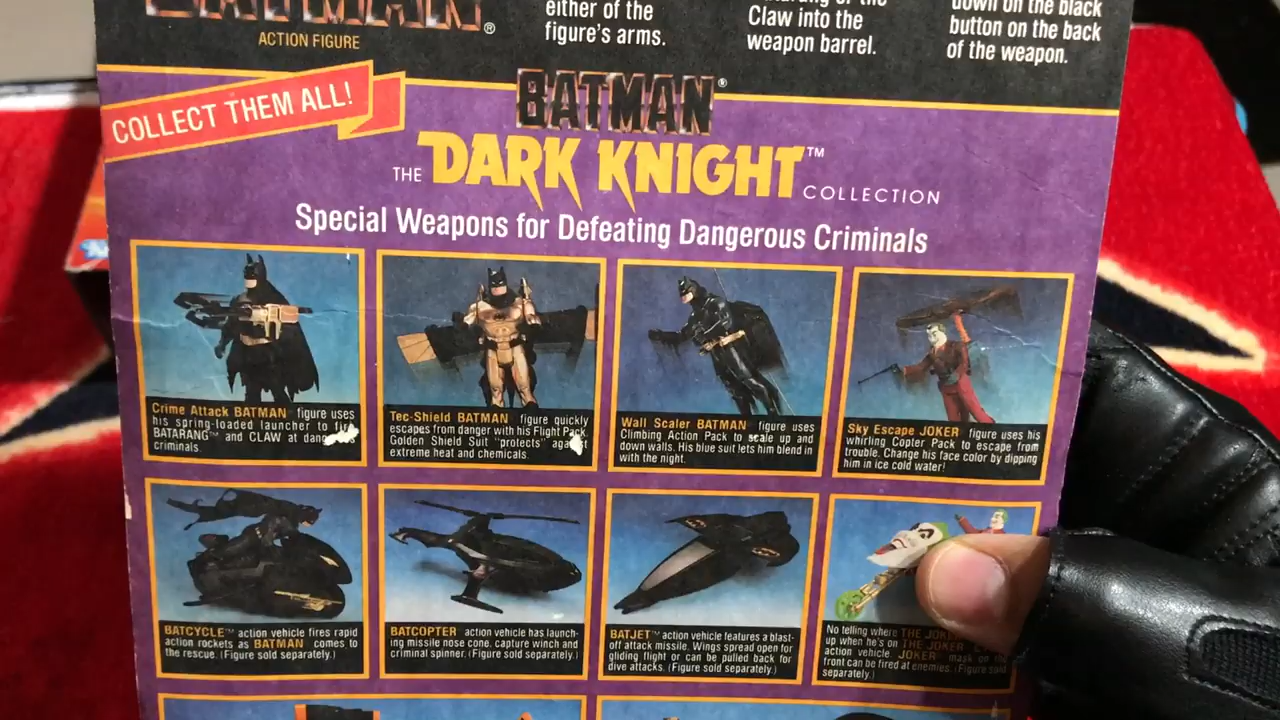 BATMAN®
ACTION FIGURE
either of the
figure's arms.
Claw into the
weapon barrel.
down on the black
button on the back
of the weapon.
COLLECT THEM ALL!
BATMAN®
THE DARK KNIGHT™ COLLECTION
Special Weapons for Defeating Dangerous Criminals
Crime Attack BATMAN figure uses
his spring-loaded launcher to
BATARANG™ and CLAW at
criminals.
Tec-Shield BATMAN figure quickly
escapes from danger with his Flight Pack.
Golden Shield Suit "protects"
extreme heat and chemicals.
Wall Scaler BATMAN figure uses
Climbing Action Pack to scale up and
down walls. His blue suit lets him blend in
with the night.
Sky Escape JOKER figure uses his
whirling Copter Pack to escape from
trouble. Change his face color by dipping
him in ice cold water!
BATCYCLE™ action vehicle fires rapid
action rockets as BATMAN comes to
the rescue. (Figure sold separately.)
BATCOPTER action vehicle has launch-
ing missile nose cone, capture winch and
criminal spinner. (Figure sold separately.)
BATJET™ action vehicle features a blast-
off attack missile. Wings spread open for
gliding flight or can be pulled back for
dive attacks. (Figure sold separately.)
No telling where THE JOKER
up when he's on THE JOKER
action vehicle. JOKER mask on the
front can be fired at enemies. (Figure sold
separately.)